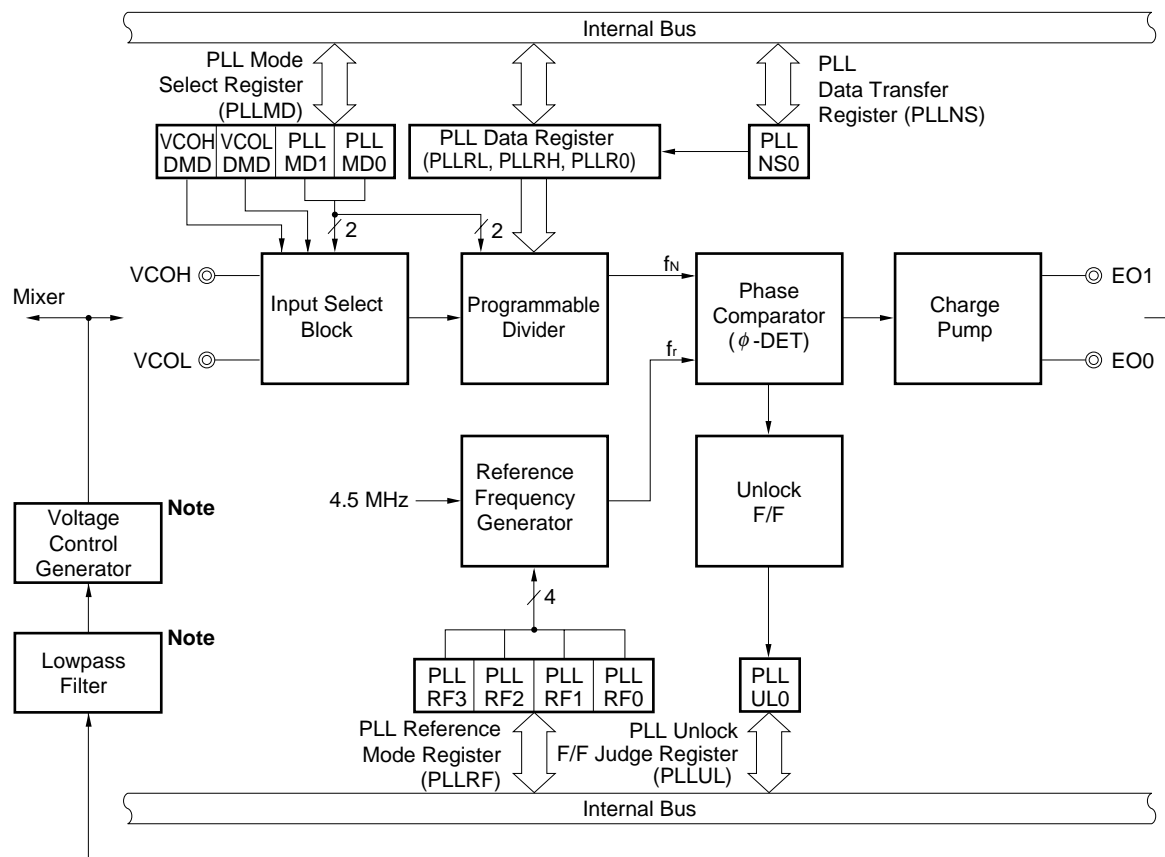 Internal Bus
PLL Mode
Select Register
(PLLMD)
PLL
Data Transfer
Register (PLLNS)
VCOH
DMD
VCOL
DMD
PLL
MD1
PLL
MD0
PLL Data Register
(PLLRL, PLLRH, PLLR0)
PLL
NS0
2
2
VCOH
VCOL
Mixer
Input Select
Block
Programmable
Divider
fN
fr
Phase
Comparator
(ϕ-DET)
Charge
Pump
EO1
EO0
4.5 MHz
Reference
Frequency
Generator
Unlock
F/F
Note
Voltage
Control
Generator
Note
Lowpass
Filter
4
PLL
RF3
PLL
RF2
PLL
RF1
PLL
RF0
PLL
UL0
PLL Reference
Mode Register
(PLLRF)
PLL Unlock
F/F Judge Register
(PLLUL)
Internal Bus